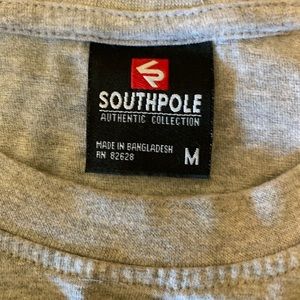 SOUTHPOLE
AUTHENTIC COLLECTION
MADE IN BANGLADESH
RN 82628
M